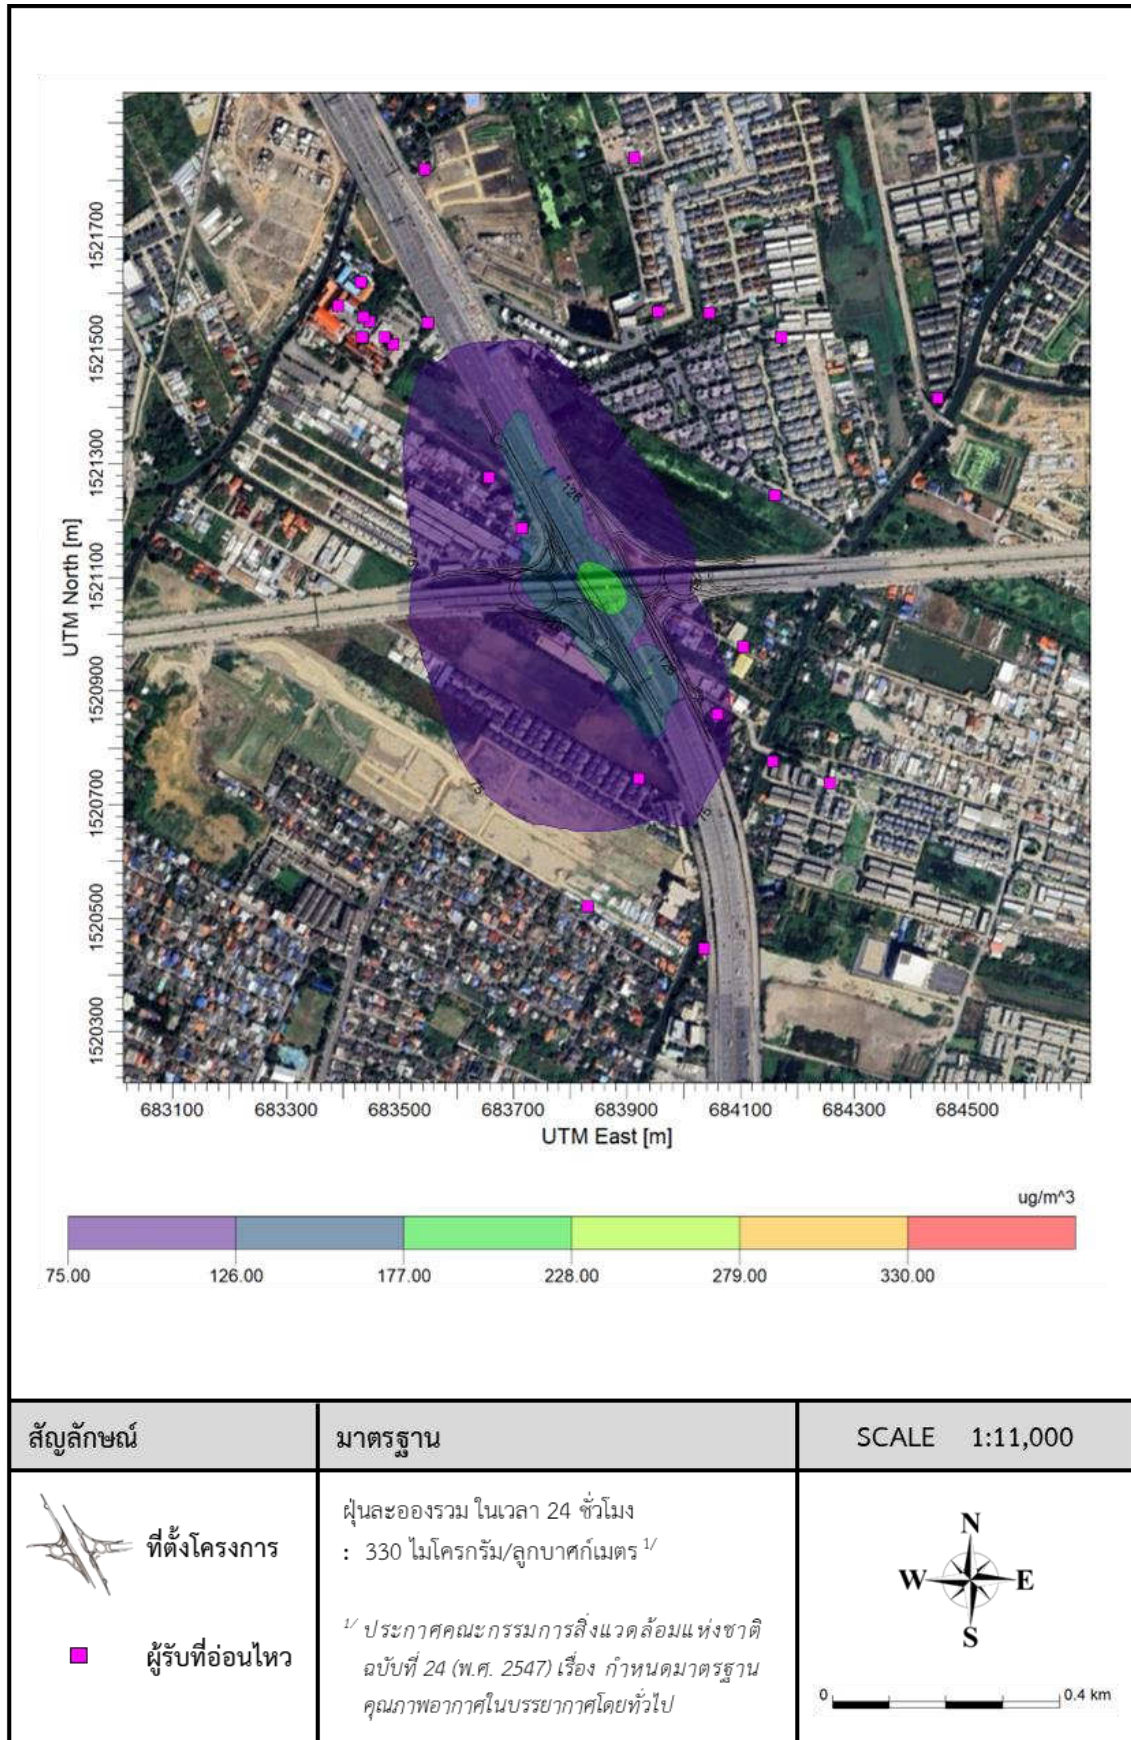 1521700
1521500
1521300
1521100
1520900
1520700
1520500
1520300
UTM North [m]
126
126
75
75
683100 683300 683500 683700 683900 684100 684300 684500
UTM East [m]
ug/m^3
75.00 126.00 177.00 228.00 279.00 330.00
สัญลักษณ์
ที่ตั้งโครงการ
ผู้รับที่อ่อนไหว
มาตรฐาน
ฝุ่นละอองรวม ในเวลา 24 ชั่วโมง
: 330 ไมโครกรัม/ลูกบาศก์เมตร 1/
1/ ประกาศคณะกรรมการสิ่งแวดล้อมแห่งชาติ
ฉบับที่ 24 (พ.ศ. 2547) เรื่อง กำหนดมาตรฐาน
คุณภาพอากาศในบรรยากาศโดยทั่วไป
SCALE 1:11,000
N
W E
S
0 0.4 km